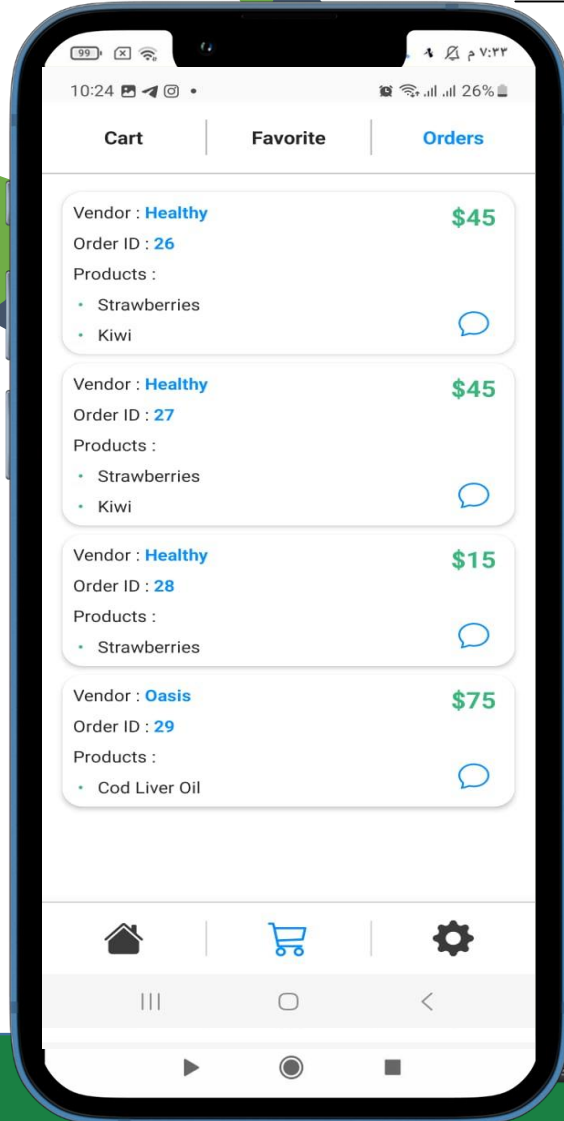 99
٧:٣٣ م
10:24
26%
Cart Favorite Orders
Vendor : Healthy $45
Order ID : 26
Products :
• Strawberries
• Kiwi
Vendor : Healthy $45
Order ID : 27
Products :
• Strawberries
• Kiwi
Vendor : Healthy $15
Order ID : 28
Products :
• Strawberries
Vendor : Oasis $75
Order ID : 29
Products :
• Cod Liver Oil